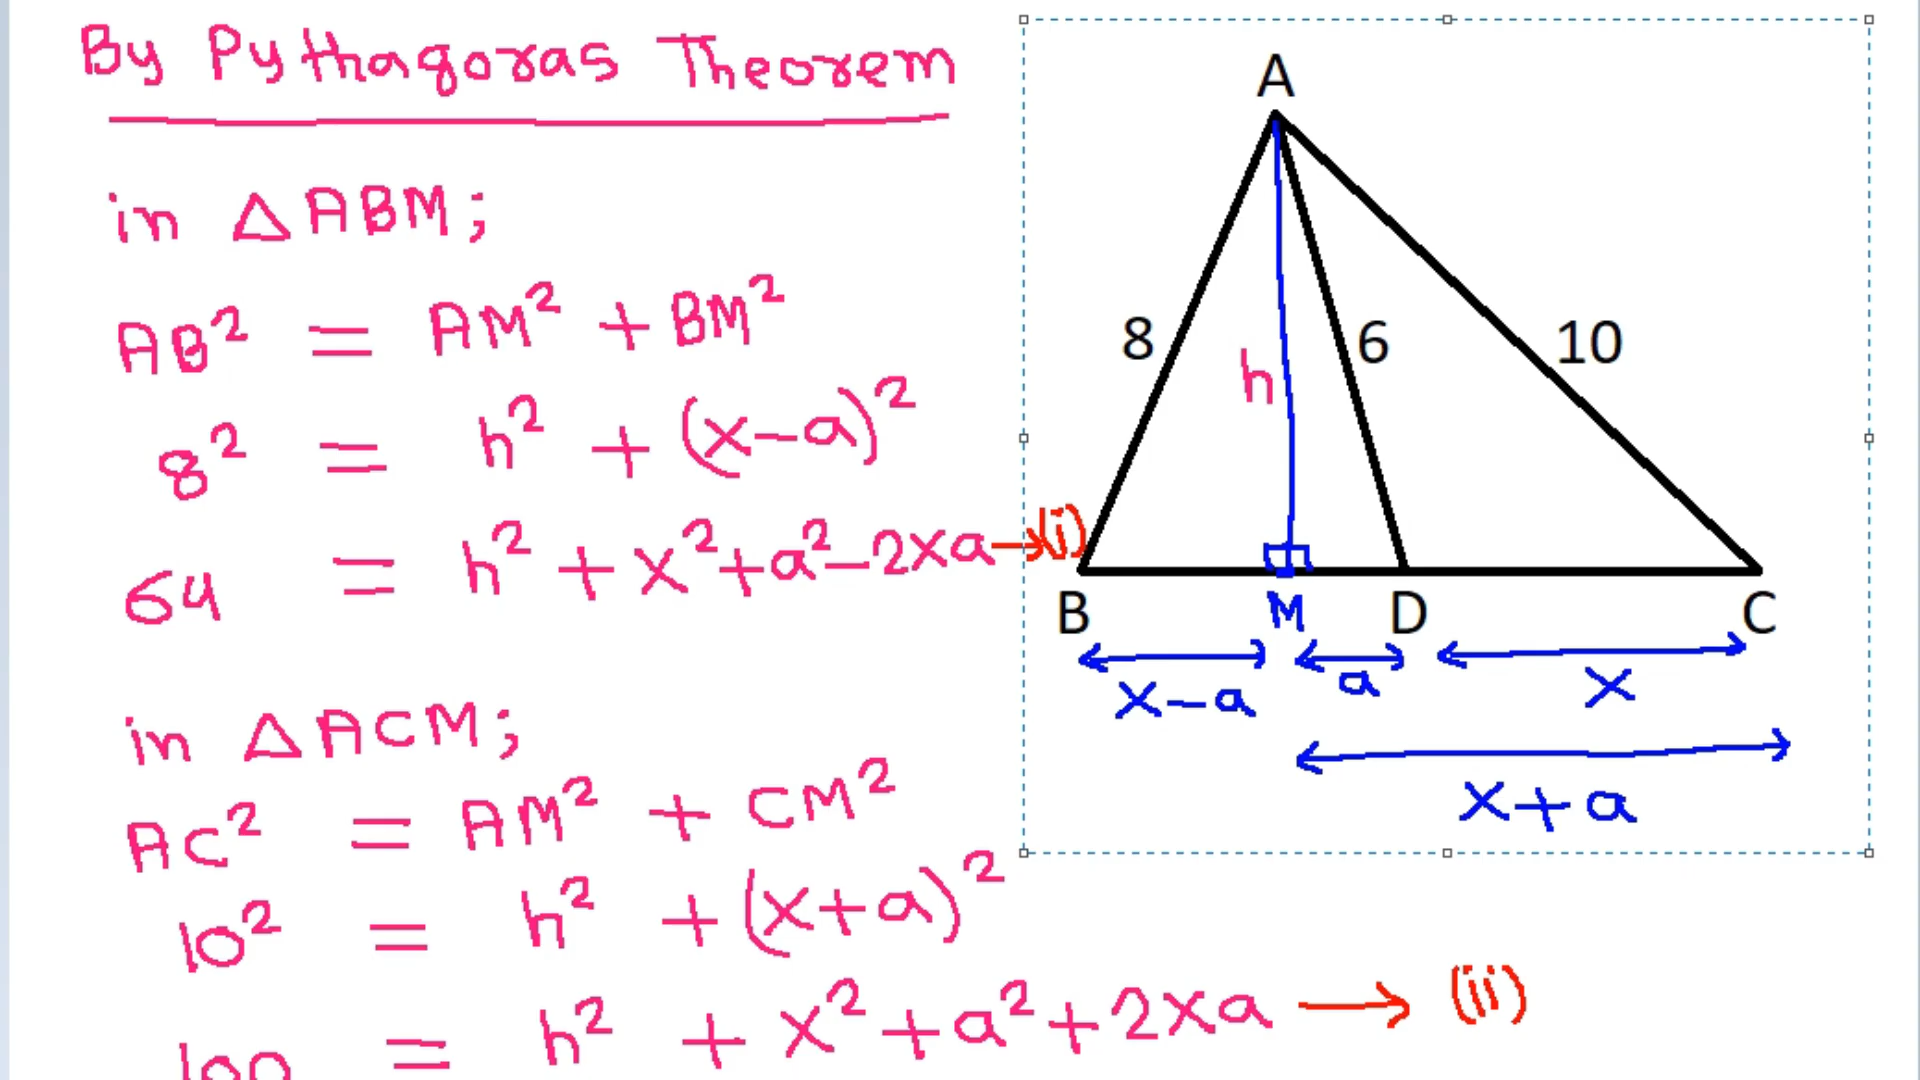 By Pythagoras Theorem
in △ABM;
AB² = AM² + BM²
8² = h² + (x-a)²
64 = h² + x² + a² - 2xa → (i)
in △ACM;
AC² = AM² + CM²
10² = h² + (x+a)²
100 = h² + x² + a² + 2xa → (ii)
A
8
h
6
10
B
M
D
C
x-a
a
x
x+a